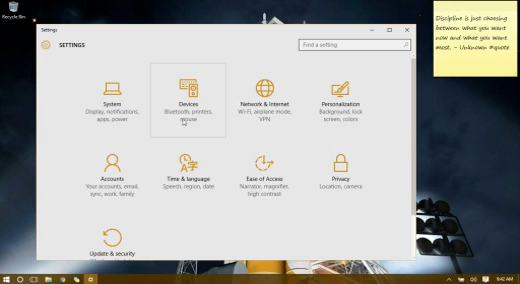 Recycle Bin
Settings
SETTINGS
Find a setting
System
Display, notifications,
apps, power
Devices
Bluetooth, printers,
mouse
Network & Internet
Wi-Fi, airplane mode,
VPN
Personalization
Background, lock
screen, colors
Accounts
Your accounts, email,
sync, work, family
Time & language
Speech, region, date
Ease of Access
Narrator, magnifier,
high contrast
Privacy
Location, camera
Update & security
Discipline is just choosing
between what you want
now and what you want
most. - Unknown #quote
9:42 AM